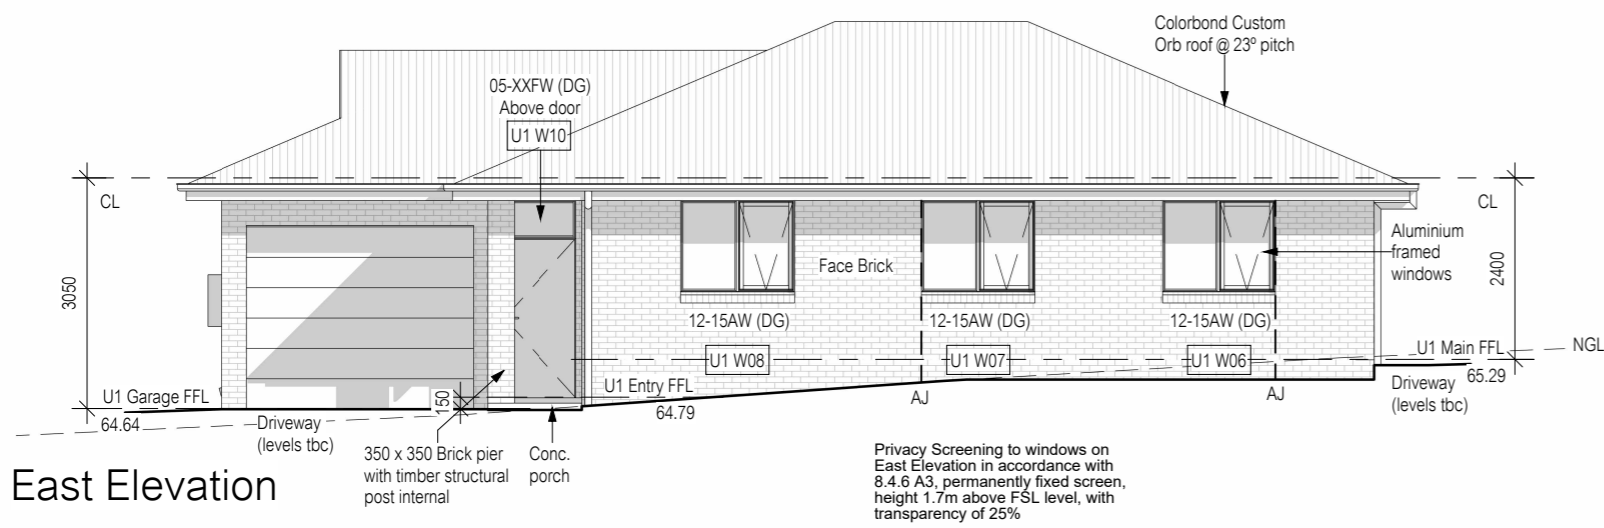 Colorbond Custom
Orb roof @ 23º pitch
05-XXFW (DG)
Above door
U1 W10
CL
CL
3050
2400
Aluminium
framed
windows
Face Brick
12-15AW (DG)
12-15AW (DG)
12-15AW (DG)
U1 W08
U1 W07
U1 W06
U1 Main FFL
NGL
65.29
U1 Garage FFL
64.64
150
U1 Entry FFL
64.79
AJ
AJ
Driveway
(levels tbc)
Driveway
(levels tbc)
350 x 350 Brick pier
with timber structural
post internal
Conc.
porch
Privacy Screening to windows on
East Elevation in accordance with
8.4.6 A3, permanently fixed screen,
height 1.7m above FSL level, with
transparency of 25%
East Elevation